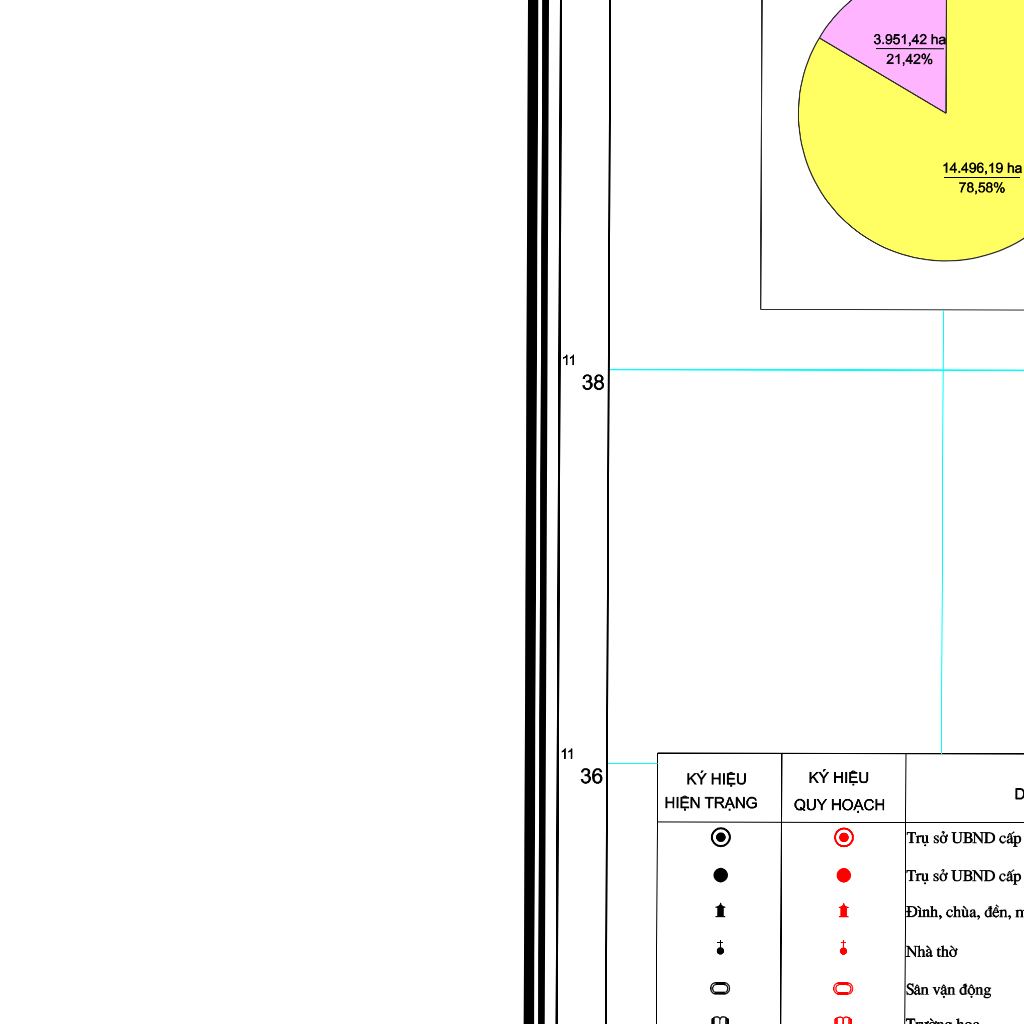 3.951,42 ha
21,42%
14.496,19 ha
78,58%
11
38
11
36
KÝ HIỆU
HIỆN TRẠNG
KÝ HIỆU
QUY HOẠCH
Trụ sở UBND cấp
Trụ sở UBND cấp
Đình, chùa, đền,
Nhà thờ
Sân vận động